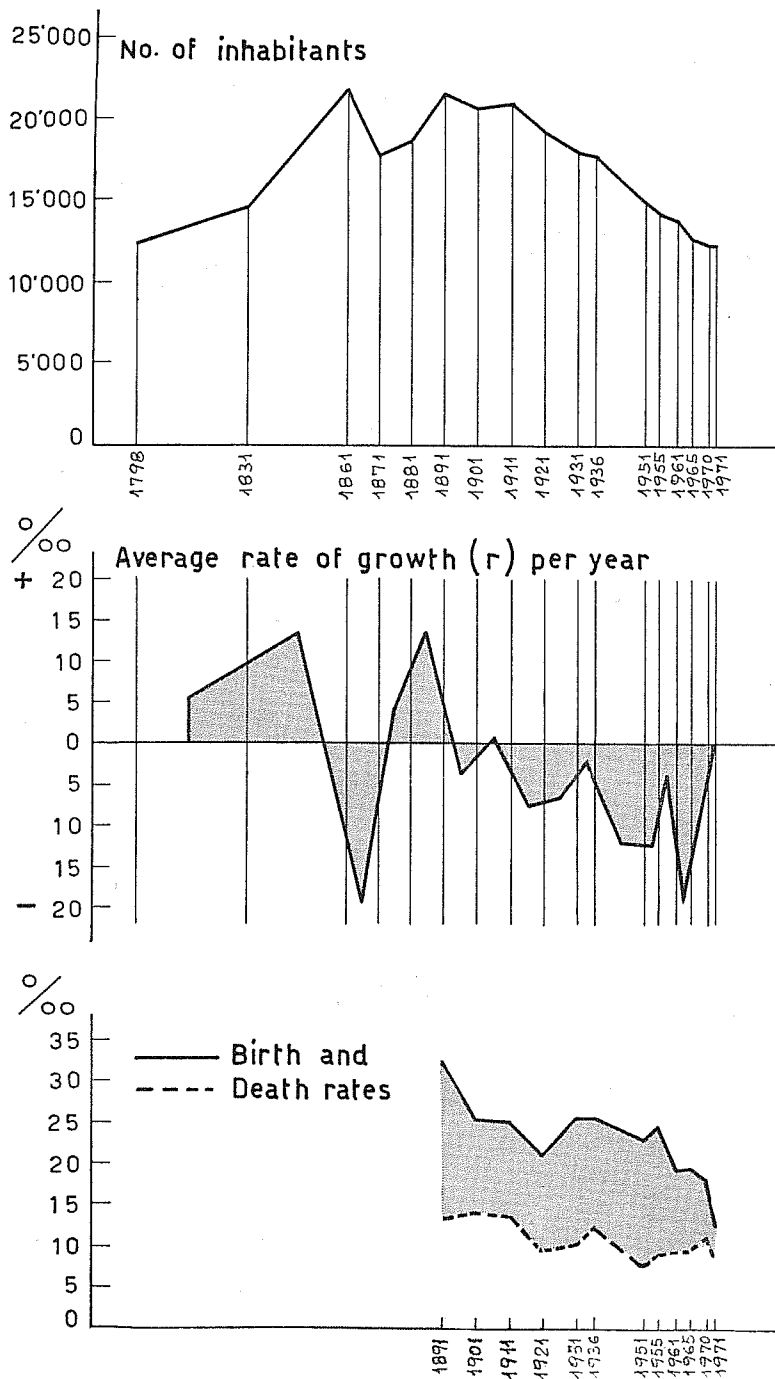 25'000
No. of inhabitants
20'000
15'000
10'000
5'000
0
1798 1831 1861 1871 1881 1891 1901 1911 1921 1931 1936 1951 1955 1961 1965 1970 1971
o/oo
Average rate of growth (r) per year
+ 20
15
10
5
0
5
10
15
- 20
o/oo
35
Birth and
30
Death rates
25
20
15
10
5
0
1891 1901 1911 1921 1931 1936 1951 1955 1961 1965 1970 1971